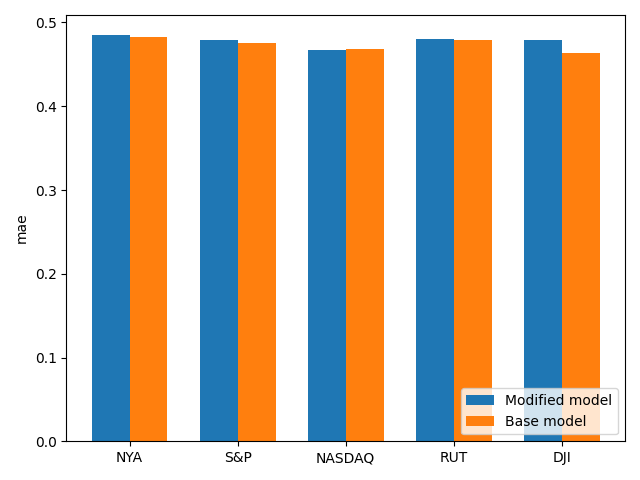 0.5
0.4
0.3
0.2
0.1
0.0
mae
NYA
S&P
NASDAQ
RUT
DJI
Modified model
Base model